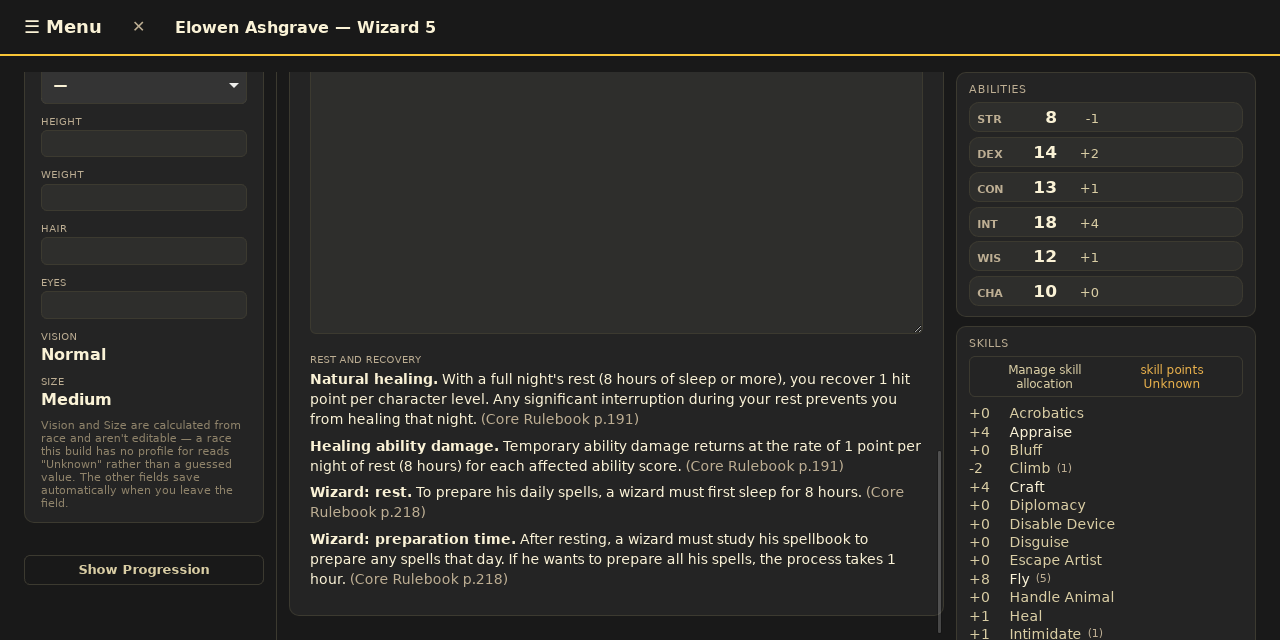 ☰ Menu ✕ Elowen Ashgrave — Wizard 5
—
HEIGHT
WEIGHT
HAIR
EYES
VISION
Normal
SIZE
Medium
Vision and Size are calculated from
race and aren't editable — a race
this build has no profile for reads
"Unknown" rather than a guessed
value. The other fields save
automatically when you leave the
field.
Show Progression
REST AND RECOVERY
Natural healing. With a full night's rest (8 hours of sleep or more), you recover 1 hit
point per character level. Any significant interruption during your rest prevents you
from healing that night. (Core Rulebook p.191)
Healing ability damage. Temporary ability damage returns at the rate of 1 point per
night of rest (8 hours) for each affected ability score. (Core Rulebook p.191)
Wizard: rest. To prepare his daily spells, a wizard must first sleep for 8 hours. (Core
Rulebook p.218)
Wizard: preparation time. After resting, a wizard must study his spellbook to
prepare any spells that day. If he wants to prepare all his spells, the process takes 1
hour. (Core Rulebook p.218)
ABILITIES
STR 8 -1
DEX 14 +2
CON 13 +1
INT 18 +4
WIS 12 +1
CHA 10 +0
SKILLS
Manage skill
allocation
skill points
Unknown
+0 Acrobatics
+4 Appraise
+0 Bluff
-2 Climb (1)
+4 Craft
+0 Diplomacy
+0 Disable Device
+0 Disguise
+0 Escape Artist
+8 Fly (5)
+0 Handle Animal
+1 Heal
+1 Intimidate (1)